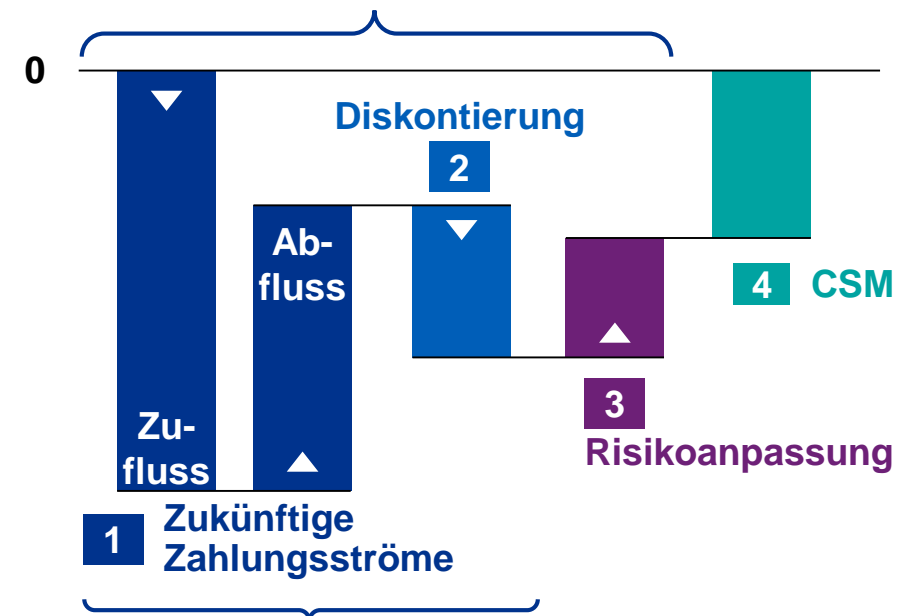 0
Diskontierung
2
Ab-
fluss
4 CSM
3
Zu-
fluss
Risikoanpassung
1 Zukünftige
Zahlungsströme